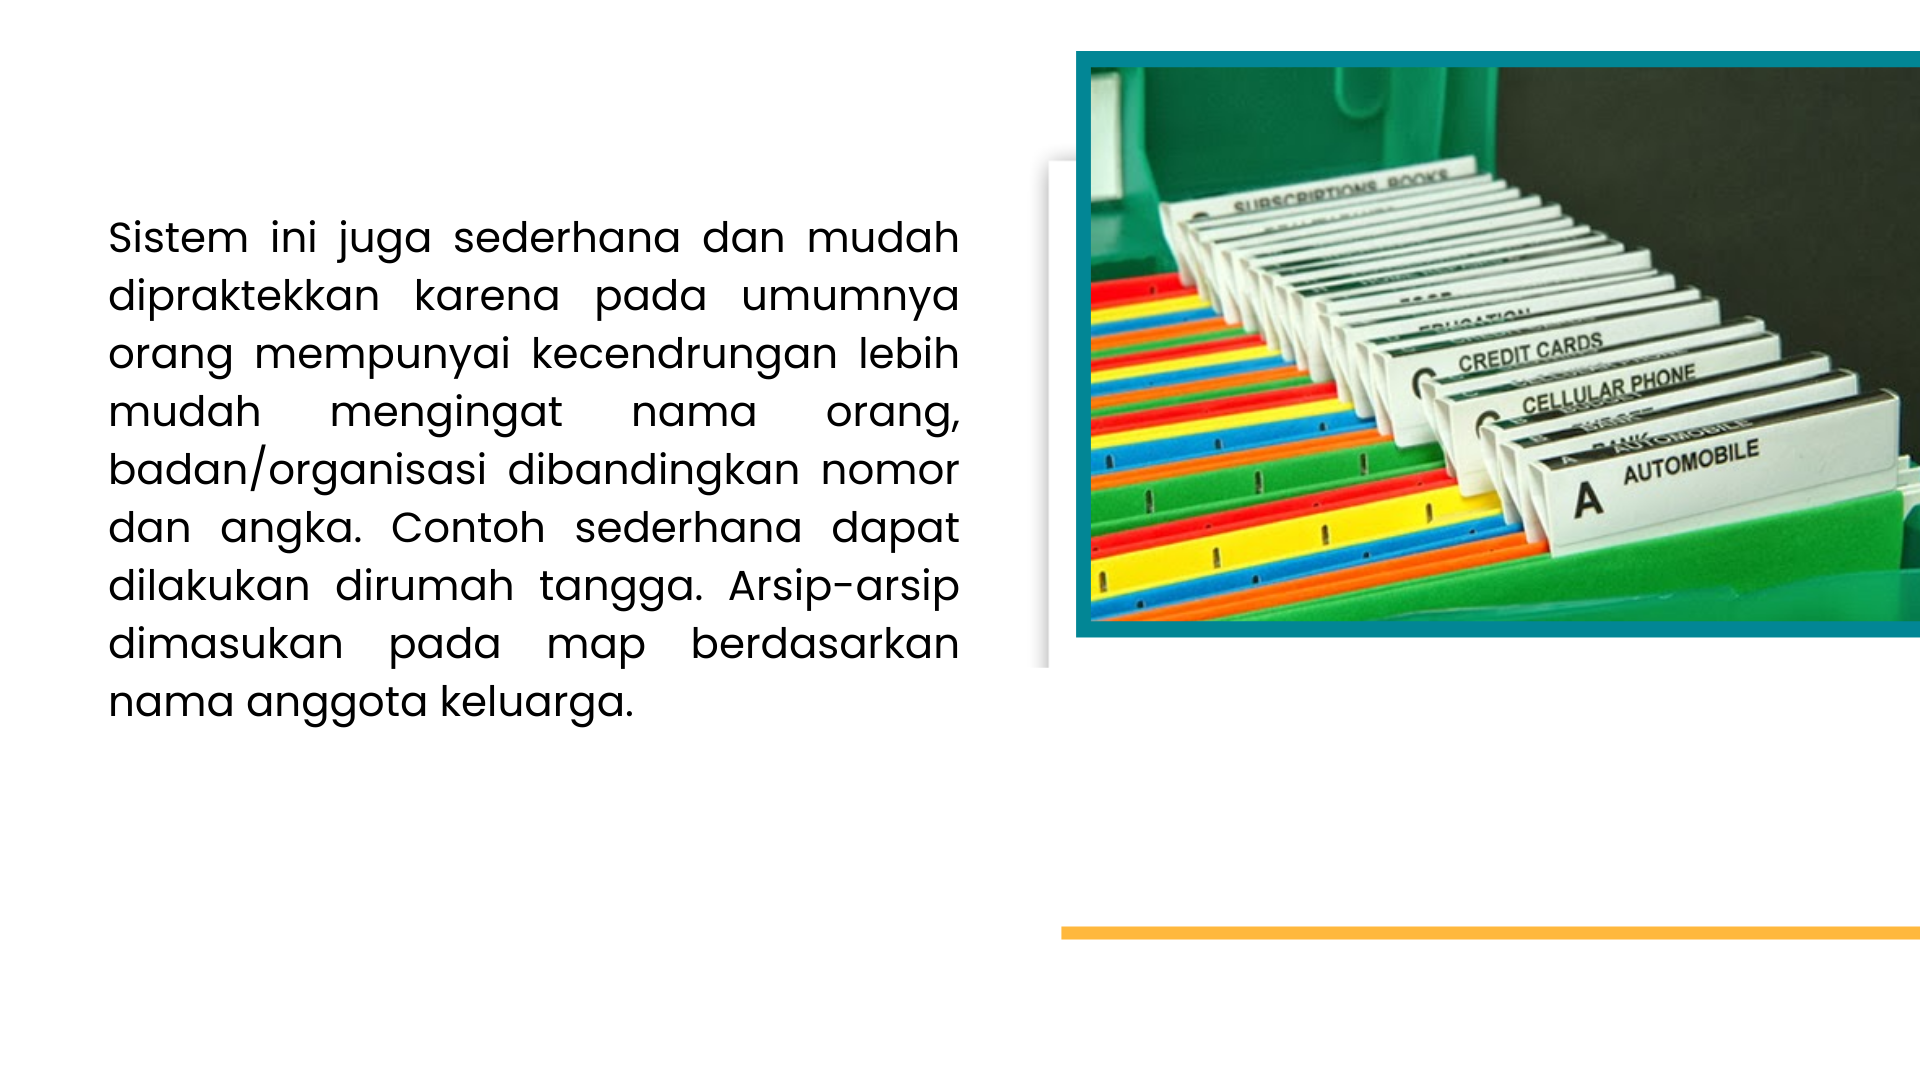 Sistem ini juga sederhana dan mudah
dipraktekkan karena pada umumnya
orang mempunyai kecendrungan lebih
mudah mengingat nama orang,
badan/organisasi dibandingkan nomor
dan angka. Contoh sederhana dapat
dilakukan dirumah tangga. Arsip-arsip
dimasukan pada map berdasarkan
nama anggota keluarga.
SUBSCRIPTIONS, BOOKS
EDUCATION
CREDIT CARDS
C
CELLULAR PHONE
C
BANK
AUTOMOBILE
A